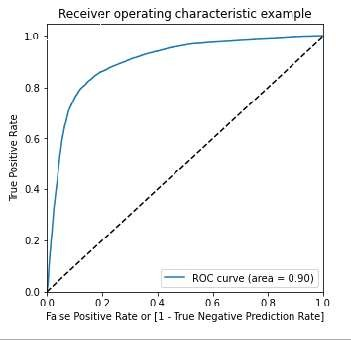 Receiver operating characteristic example
True Positive Rate
1.0
0.8
0.6
0.4
0.2
0.0
ROC curve (area = 0.90)
0.0 0.2 0.4 0.6 0.8 1.0
False Positive Rate or [1 - True Negative Prediction Rate]